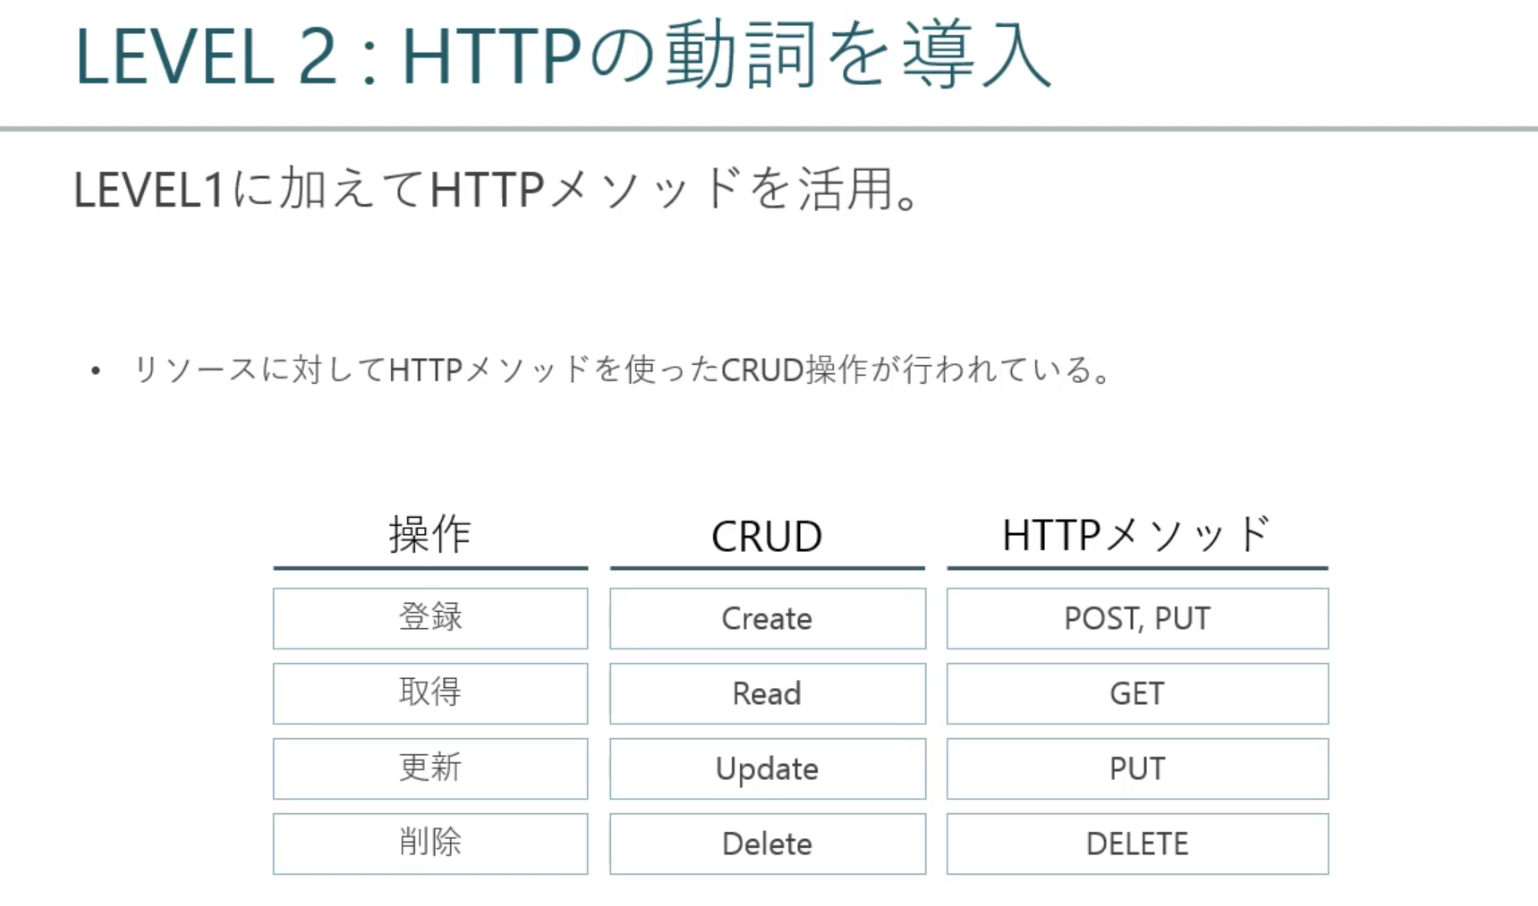 LEVEL 2 : HTTPの動詞を導入
LEVEL1に加えてHTTPメソッドを活用。
• リソースに対してHTTPメソッドを使ったCRUD操作が行われている。
操作 CRUD HTTPメソッド
登録 Create POST, PUT
取得 Read GET
更新 Update PUT
削除 Delete DELETE